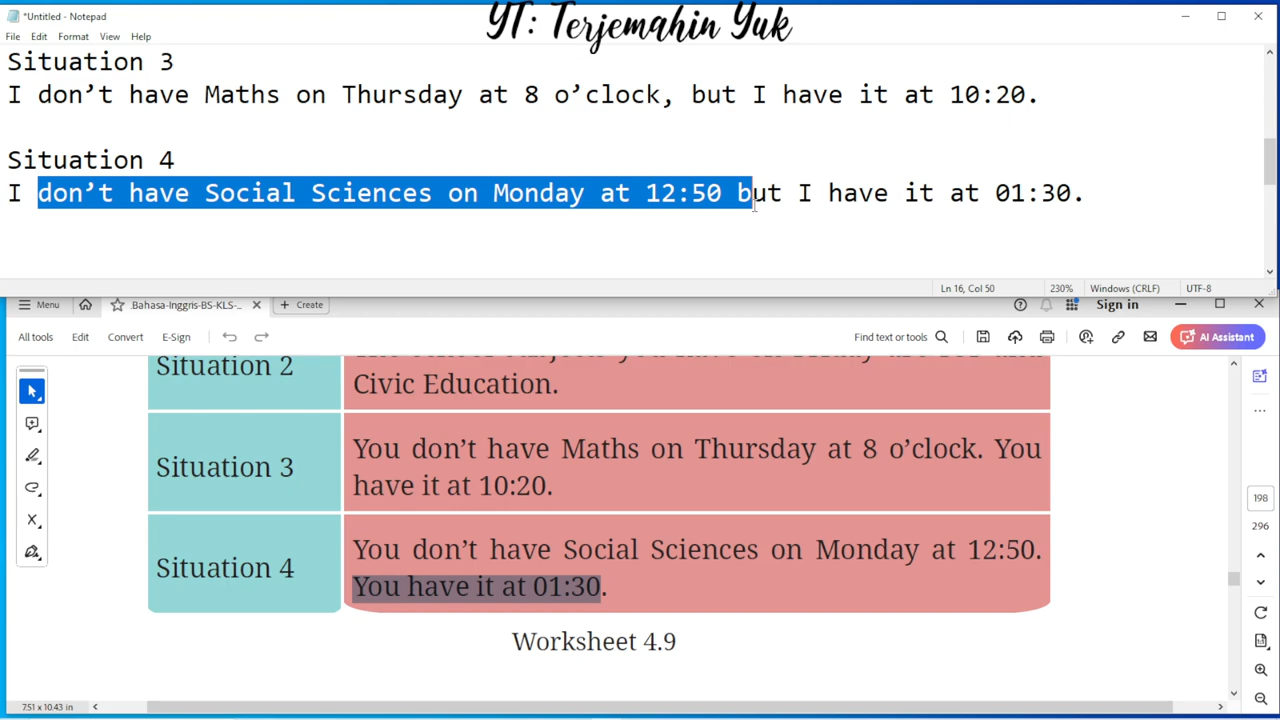 *Untitled - Notepad
YT: Terjemahin Yuk
File Edit Format View Help
Situation 3
I don’t have Maths on Thursday at 8 o’clock, but I have it at 10:20.
Situation 4
I don’t have Social Sciences on Monday at 12:50 but I have it at 01:30.
Ln 16, Col 50 230% Windows (CRLF) UTF-8
Menu Bahasa-Inggris-BS-KLS-... Create Sign in
All tools Edit Convert E-Sign Find text or tools AI Assistant
Situation 2
Civic Education.
Situation 3
You don’t have Maths on Thursday at 8 o’clock. You
have it at 10:20.
Situation 4
You don’t have Social Sciences on Monday at 12:50.
You have it at 01:30.
Worksheet 4.9
198
296
7.51 x 10.43 in